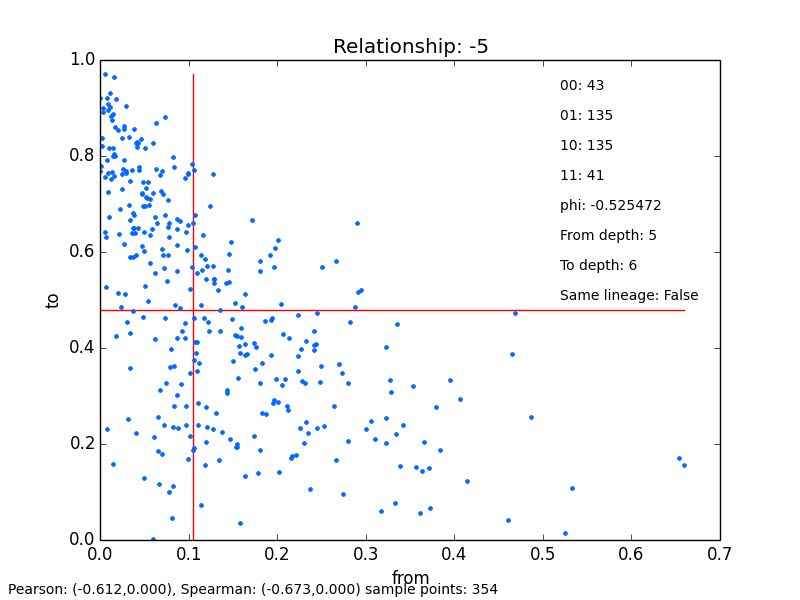 Relationship: -5
00: 43
01: 135
10: 135
11: 41
phi: -0.525472
From depth: 5
To depth: 6
Same lineage: False
to
1.0
0.8
0.6
0.4
0.2
0.0
0.0 0.1 0.2 0.3 0.4 0.5 0.6 0.7
from
Pearson: (-0.612,0.000), Spearman: (-0.673,0.000) sample points: 354